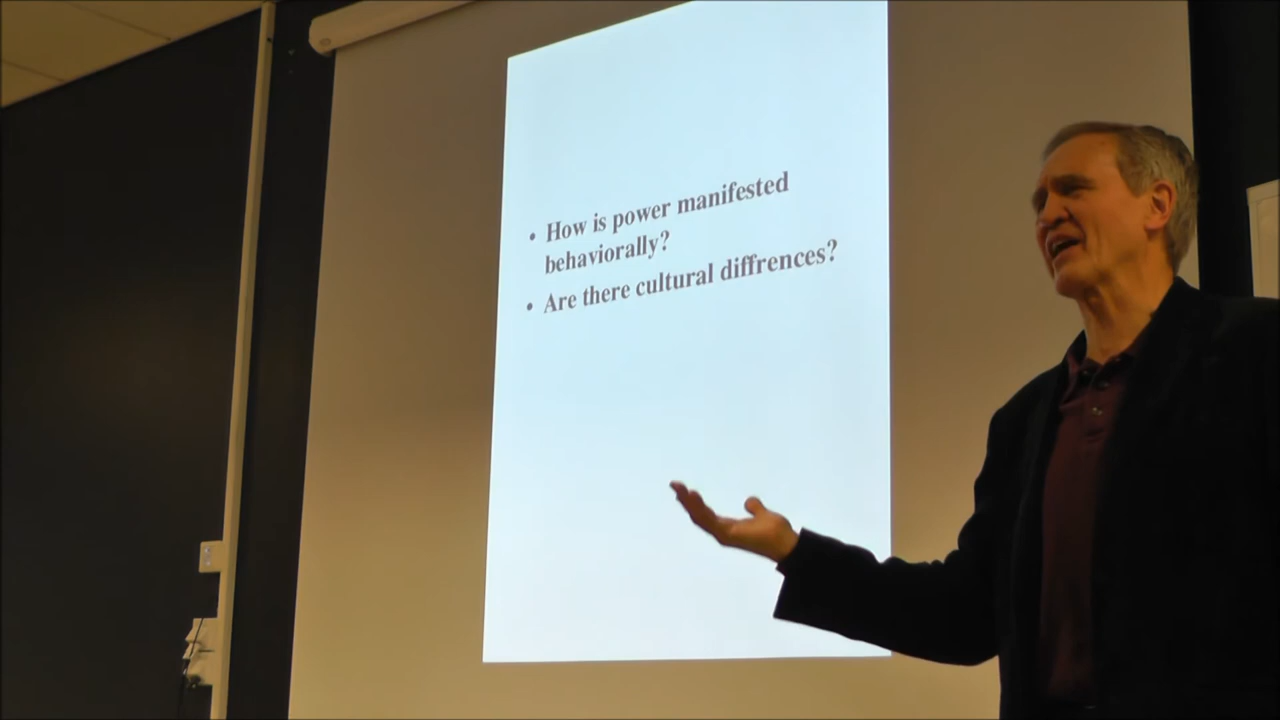 • How is power manifested
behaviorally?
• Are there cultural diffrences?